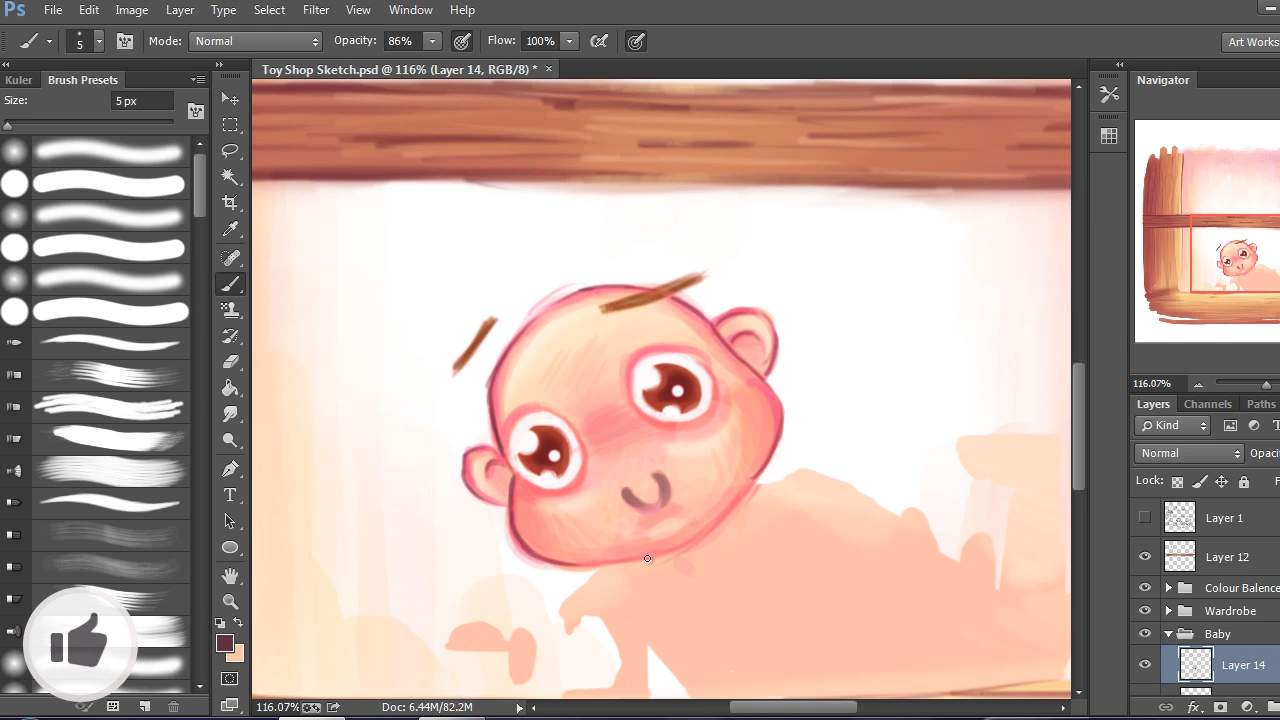 Ps File Edit Image Layer Type Select Filter View Window Help
5 Mode: Normal Opacity: 86% Flow: 100% Art Works
Kuler Brush Presets
Toy Shop Sketch.psd @ 116% (Layer 14, RGB/8) * ×
Navigator
Size: 5 px
116.07%
Layers Channels Paths
Kind
Normal
Lock:
Layer 1
Layer 12
Colour Balence
Wardrobe
Baby
Layer 14
116.07% Doc: 6.44M/82.2M